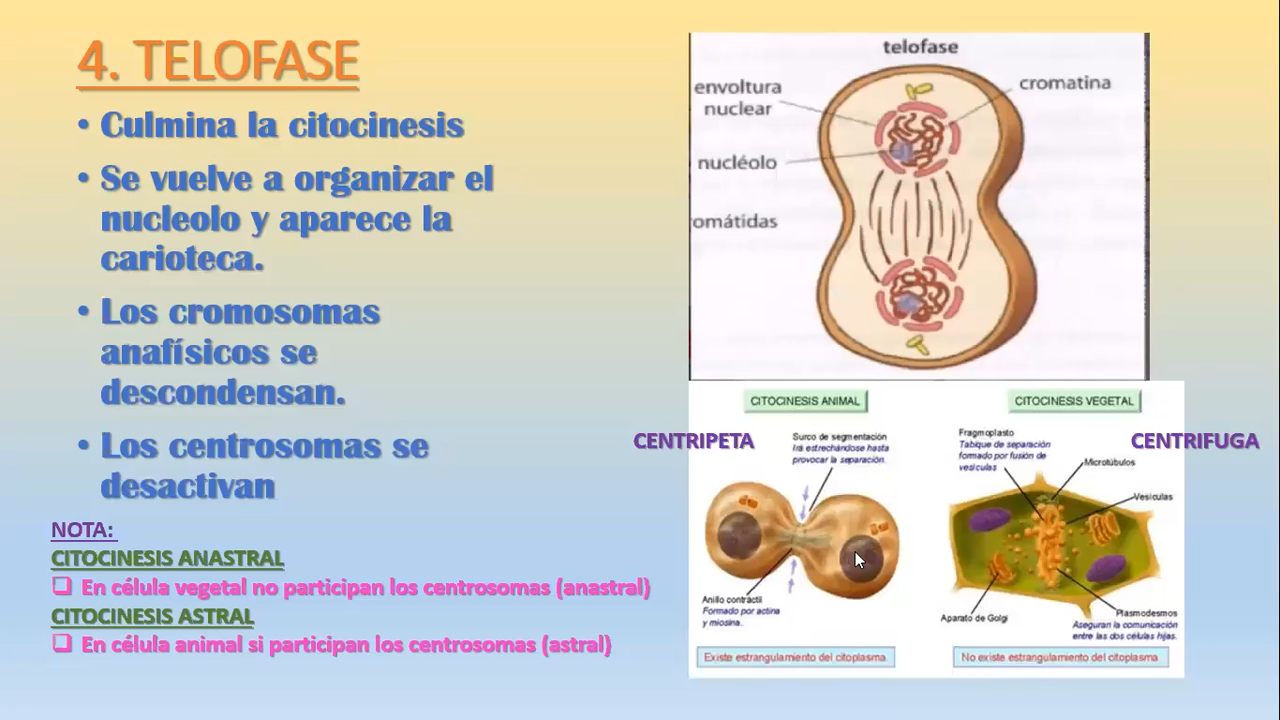 4. TELOFASE
• Culmina la citocinesis
• Se vuelve a organizar el
nucleolo y aparece la
carioteca.
• Los cromosomas
anafísicos se
descondensan.
• Los centrosomas se
desactivan
NOTA:
CITOCINESIS ANASTRAL
❑ En célula vegetal no participan los centrosomas (anastral)
CITOCINESIS ASTRAL
❑ En célula animal si participan los centrosomas (astral)
telofase
envoltura
nuclear
cromatina
nucléolo
omátidas
CITOCINESIS ANIMAL
CENTRIPETA
Surco de segmentación
Irá estrechándose hasta
provocar la separación.
Anillo contráctil
Formado por actina
y miosina.
Existe estrangulamiento del citoplasma.
CITOCINESIS VEGETAL
CENTRIFUGA
Fragmoplasto
Tabique de separación
formado por fusión de
vesículas
Microtúbulos
Vesículas
Aparato de Golgi
Plasmodesmos
Aseguran la comunicación
entre las dos células hijas.
No existe estrangulamiento del citoplasma